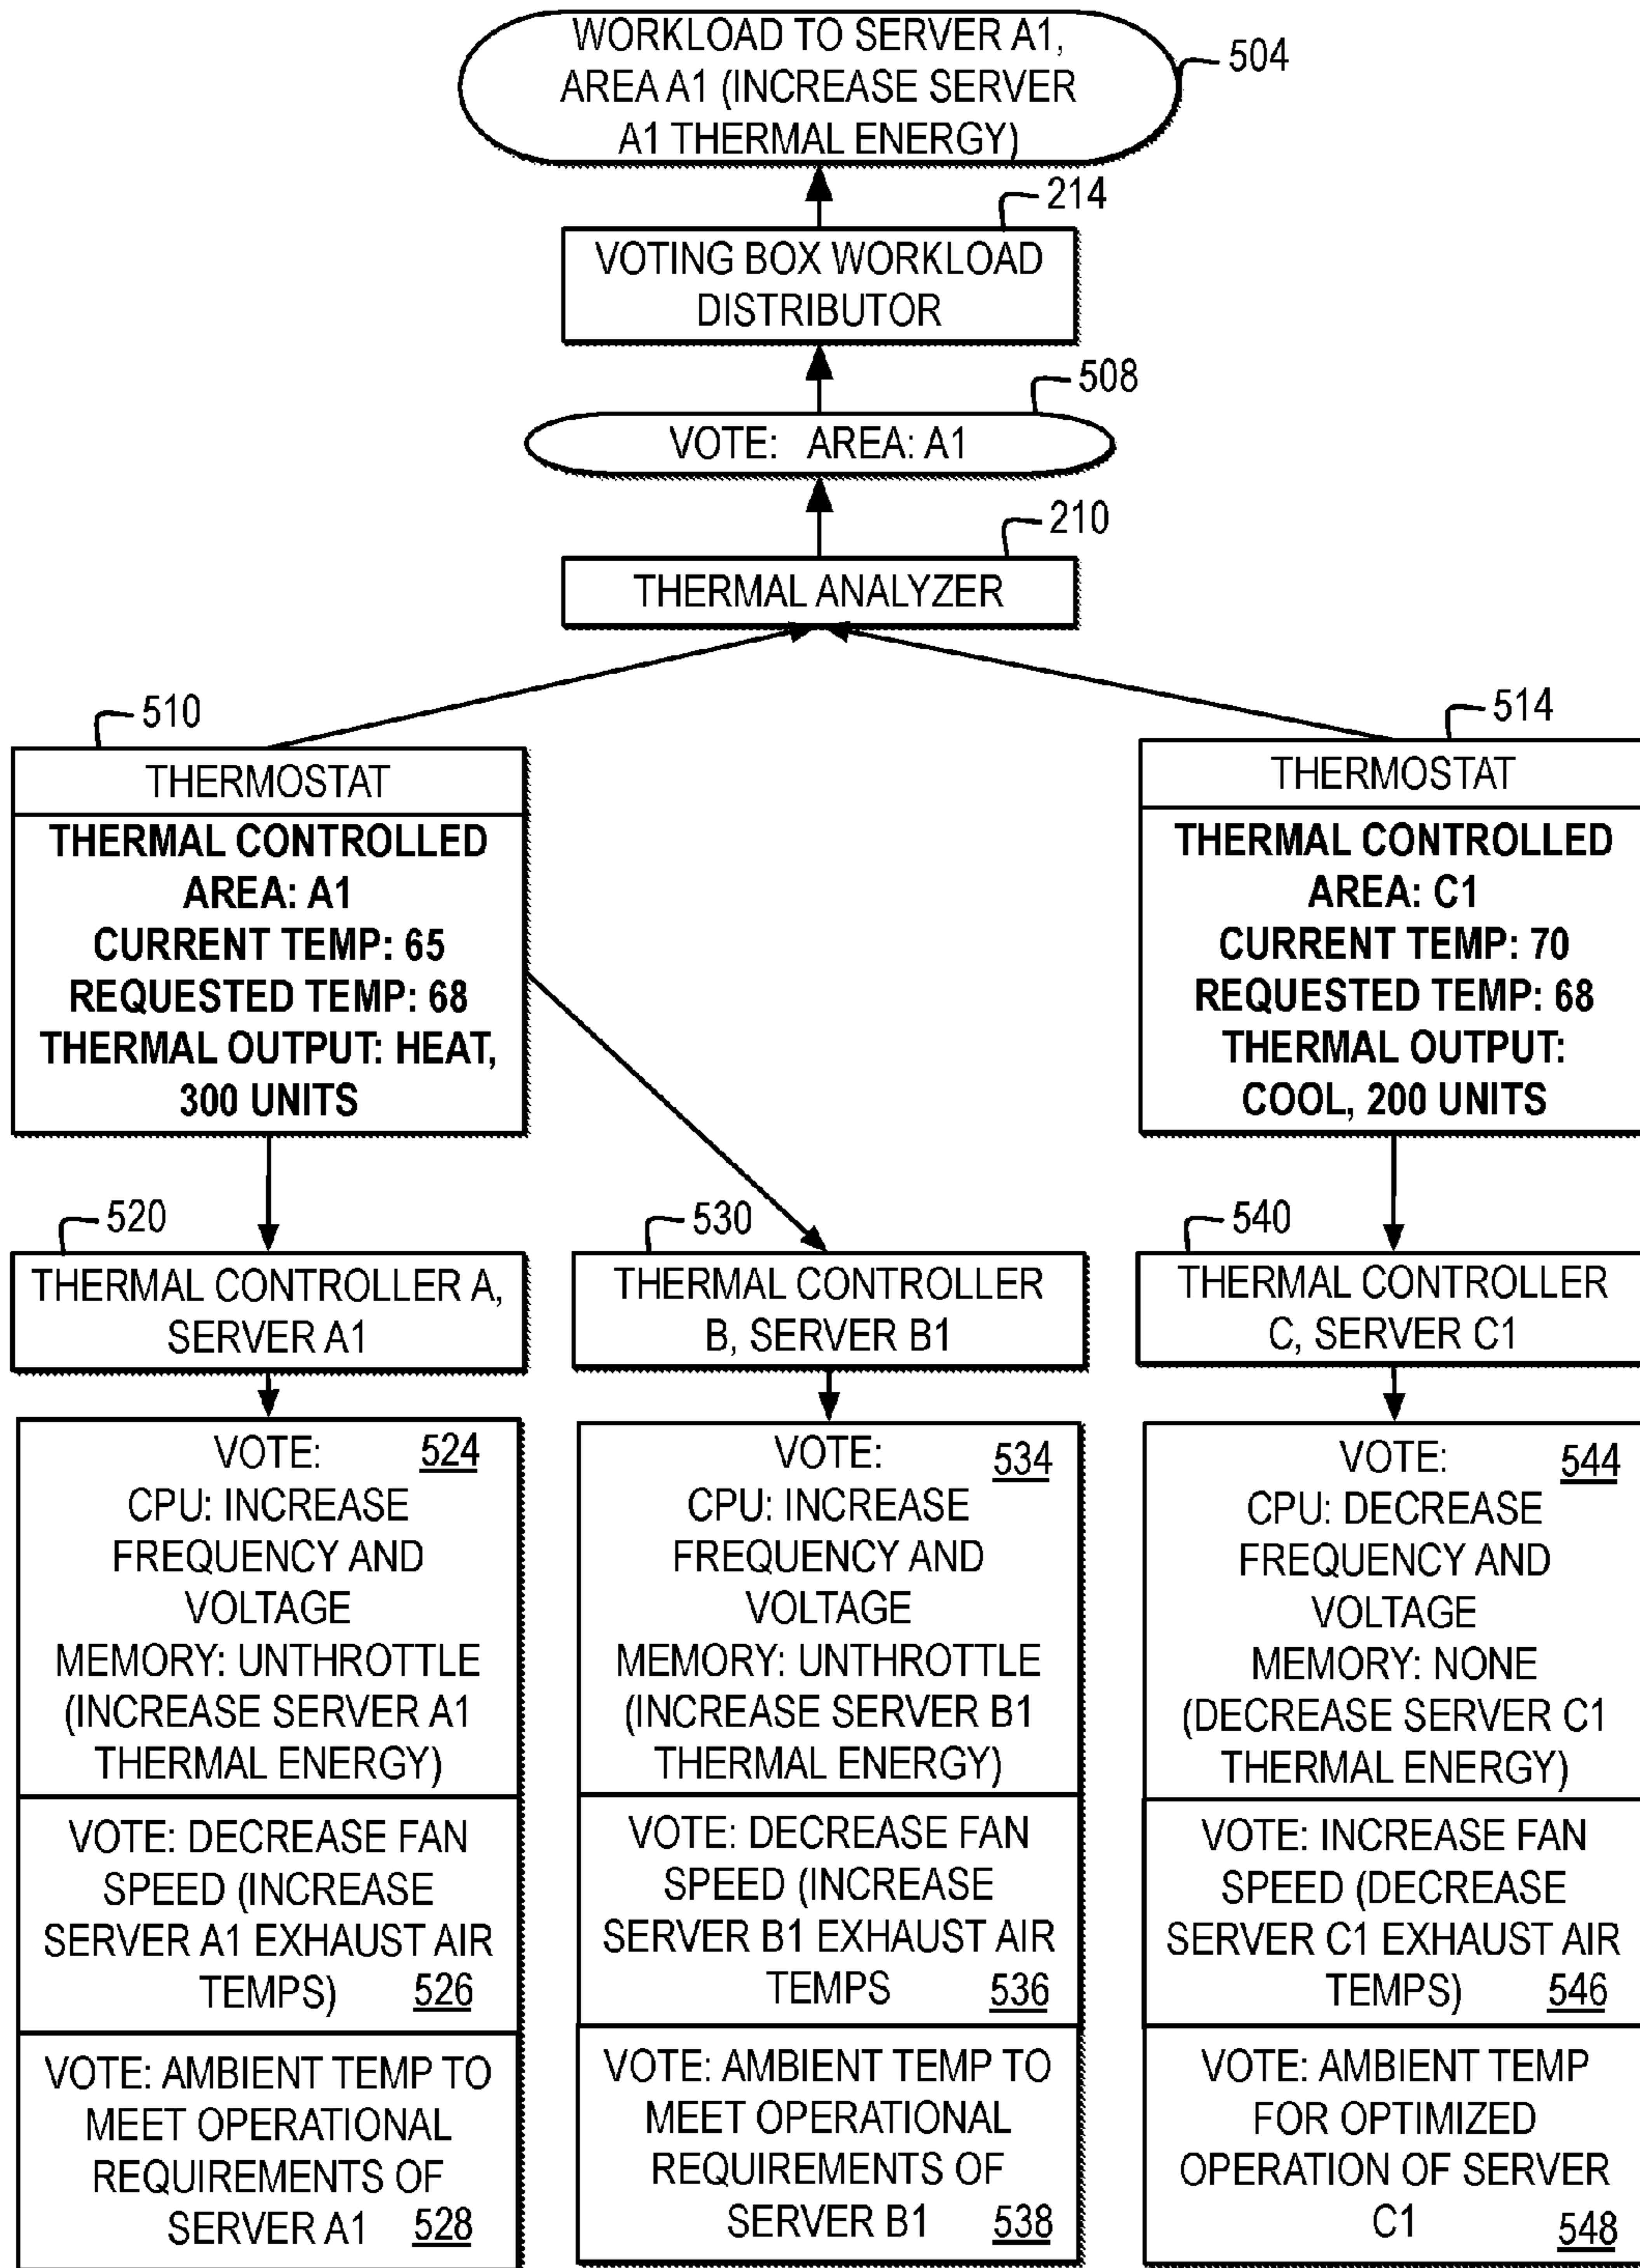 WORKLOAD TO SERVER A1,
AREA A1 (INCREASE SERVER
A1 THERMAL ENERGY)
504
214
VOTING BOX WORKLOAD
DISTRIBUTOR
508
VOTE: AREA: A1
210
THERMAL ANALYZER
510
THERMOSTAT
THERMAL CONTROLLED
AREA: A1
CURRENT TEMP: 65
REQUESTED TEMP: 68
THERMAL OUTPUT: HEAT,
300 UNITS
514
THERMOSTAT
THERMAL CONTROLLED
AREA: C1
CURRENT TEMP: 70
REQUESTED TEMP: 68
THERMAL OUTPUT:
COOL, 200 UNITS
520
THERMAL CONTROLLER A,
SERVER A1
530
THERMAL CONTROLLER
B, SERVER B1
540
THERMAL CONTROLLER
C, SERVER C1
VOTE: 524
CPU: INCREASE
FREQUENCY AND
VOLTAGE
MEMORY: UNTHROTTLE
(INCREASE SERVER A1
THERMAL ENERGY)
VOTE: DECREASE FAN
SPEED (INCREASE
SERVER A1 EXHAUST AIR
TEMPS) 526
VOTE: AMBIENT TEMP TO
MEET OPERATIONAL
REQUIREMENTS OF
SERVER A1 528
VOTE: 534
CPU: INCREASE
FREQUENCY AND
VOLTAGE
MEMORY: UNTHROTTLE
(INCREASE SERVER B1
THERMAL ENERGY)
VOTE: DECREASE FAN
SPEED (INCREASE
SERVER B1 EXHAUST AIR
TEMPS 536
VOTE: AMBIENT TEMP TO
MEET OPERATIONAL
REQUIREMENTS OF
SERVER B1 538
VOTE: 544
CPU: DECREASE
FREQUENCY AND
VOLTAGE
MEMORY: NONE
(DECREASE SERVER C1
THERMAL ENERGY)
VOTE: INCREASE FAN
SPEED (DECREASE
SERVER C1 EXHAUST AIR
TEMPS) 546
VOTE: AMBIENT TEMP
FOR OPTIMIZED
OPERATION OF SERVER
C1 548